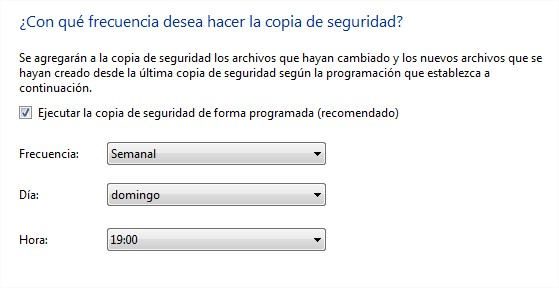 ¿Con qué frecuencia desea hacer la copia de seguridad?
Se agregarán a la copia de seguridad los archivos que hayan cambiado y los nuevos archivos que se
hayan creado desde la última copia de seguridad según la programación que establezca a
continuación.
Ejecutar la copia de seguridad de forma programada (recomendado)
Frecuencia: Semanal
Día: domingo
Hora: 19:00